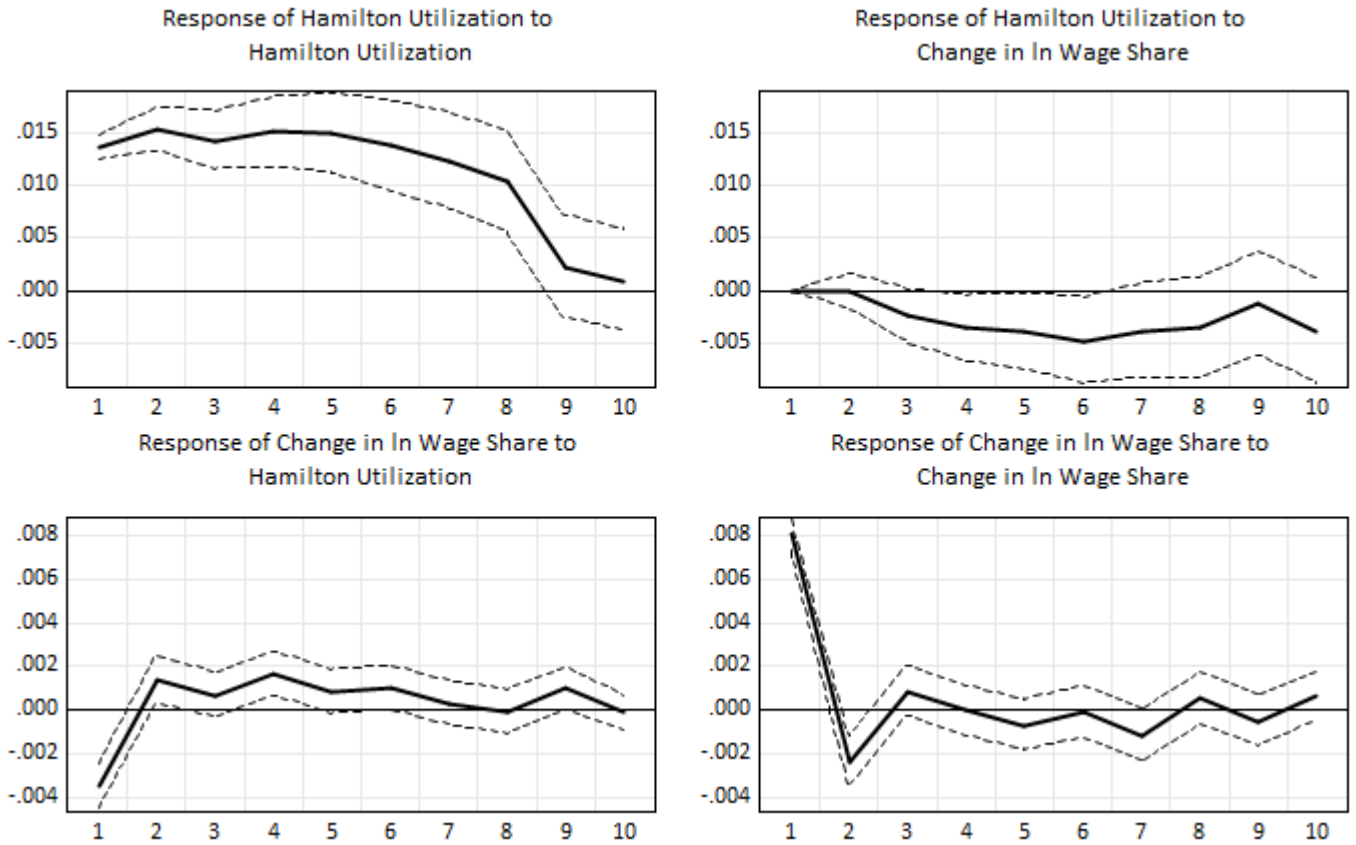 Response of Hamilton Utilization to
Hamilton Utilization
.015
.010
.005
.000
-.005
1 2 3 4 5 6 7 8 9 10
Response of Hamilton Utilization to
Change in ln Wage Share
.015
.010
.005
.000
-.005
1 2 3 4 5 6 7 8 9 10
Response of Change in ln Wage Share to
Hamilton Utilization
.008
.006
.004
.002
.000
-.002
-.004
1 2 3 4 5 6 7 8 9 10
Response of Change in ln Wage Share to
Change in ln Wage Share
.008
.006
.004
.002
.000
-.002
-.004
1 2 3 4 5 6 7 8 9 10